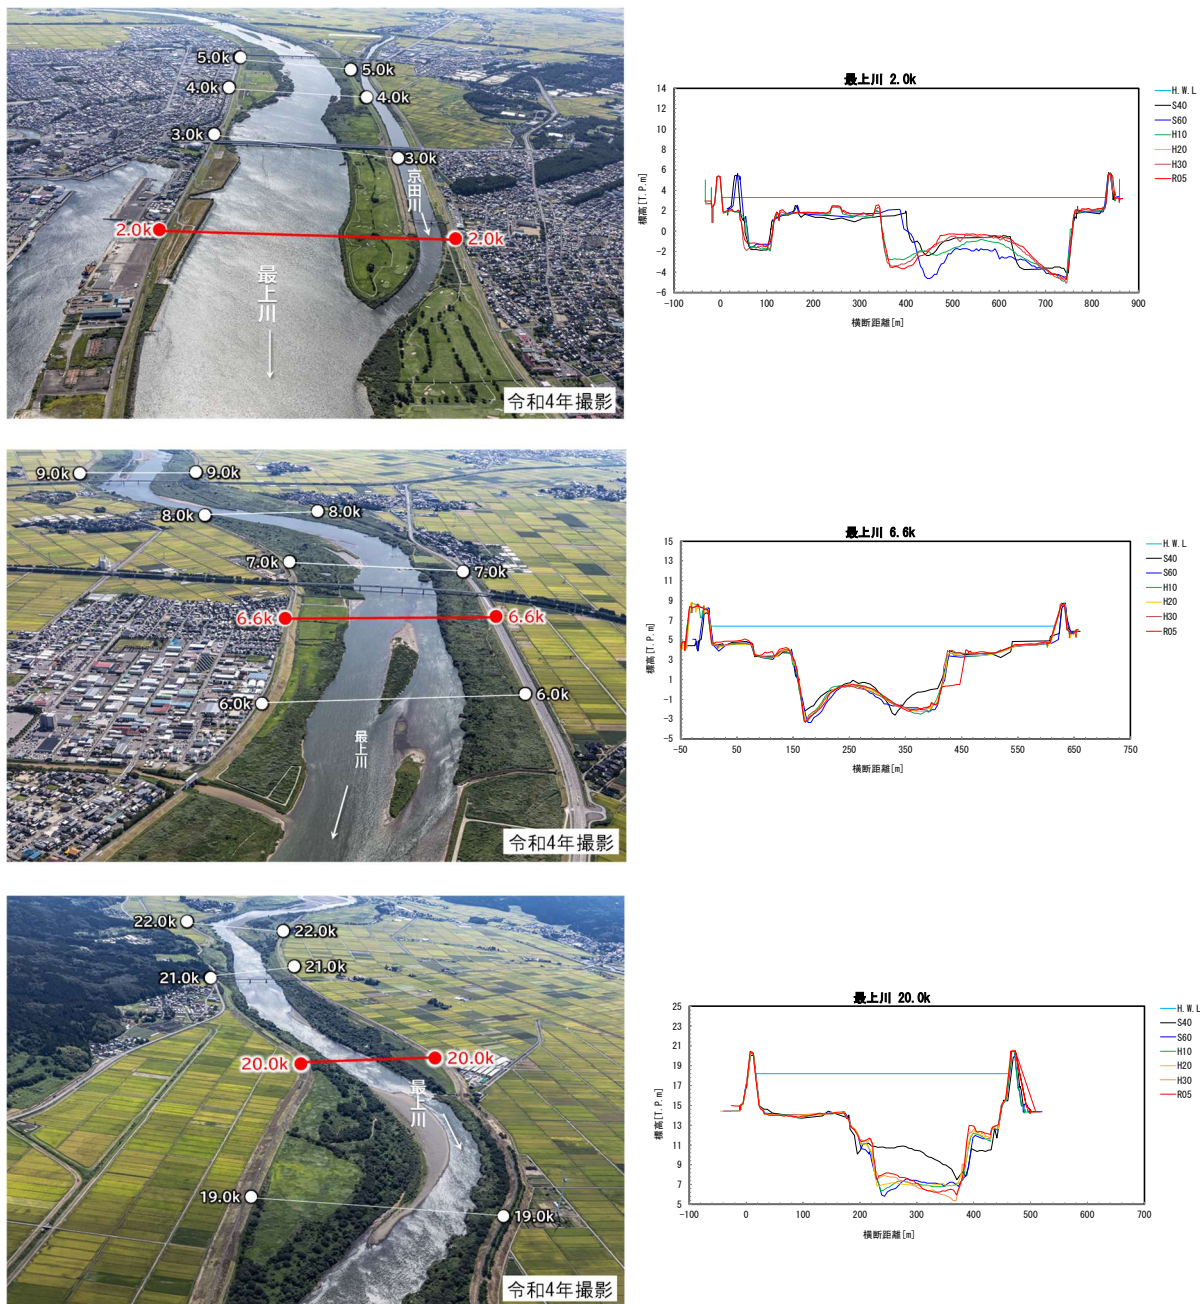 5.0k
5.0k
4.0k
4.0k
3.0k
3.0k
京田川
2.0k
2.0k
最上川
令和4年撮影
最上川 2.0k
標高[T.P.m]
14
12
10
8
6
4
2
0
-2
-4
-6
-100 0 100 200 300 400 500 600 700 800 900
横断距離[m]
H.W.L
S40
S60
H10
H20
H30
R05
9.0k
9.0k
8.0k
8.0k
7.0k
7.0k
6.6k
6.6k
6.0k
6.0k
最上川
令和4年撮影
最上川 6.6k
標高[T.P.m]
15
13
11
9
7
5
3
1
-1
-3
-5
-50 50 150 250 350 450 550 650 750
横断距離[m]
H.W.L
S40
S60
H10
H20
H30
R05
22.0k
22.0k
21.0k
21.0k
20.0k
20.0k
最上川
19.0k
19.0k
令和4年撮影
最上川 20.0k
標高[T.P.m]
25
23
21
19
17
15
13
11
9
7
5
-100 0 100 200 300 400 500 600 700
横断距離[m]
H.W.L
S40
S60
H10
H20
H30
R05